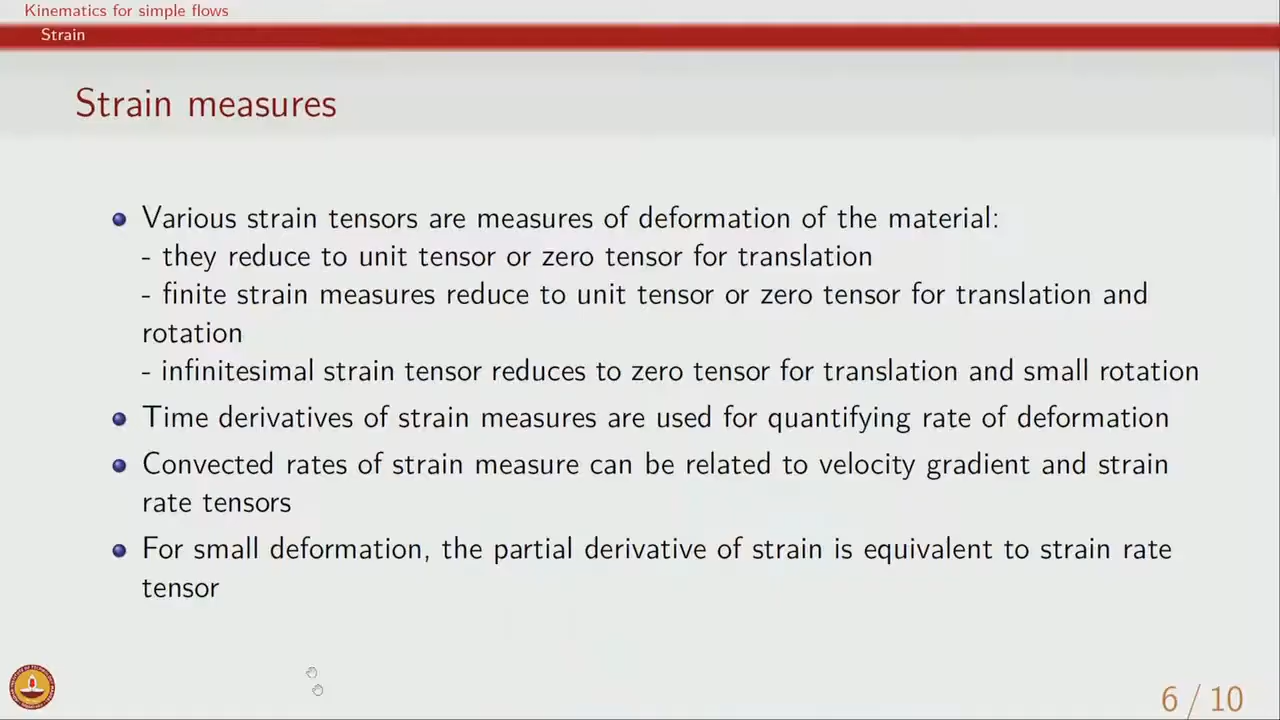 Kinematics for simple flows
Strain
Strain measures
Various strain tensors are measures of deformation of the material:
- they reduce to unit tensor or zero tensor for translation
- finite strain measures reduce to unit tensor or zero tensor for translation and
rotation
- infinitesimal strain tensor reduces to zero tensor for translation and small rotation
Time derivatives of strain measures are used for quantifying rate of deformation
Convected rates of strain measure can be related to velocity gradient and strain
rate tensors
For small deformation, the partial derivative of strain is equivalent to strain rate
tensor
6 / 10